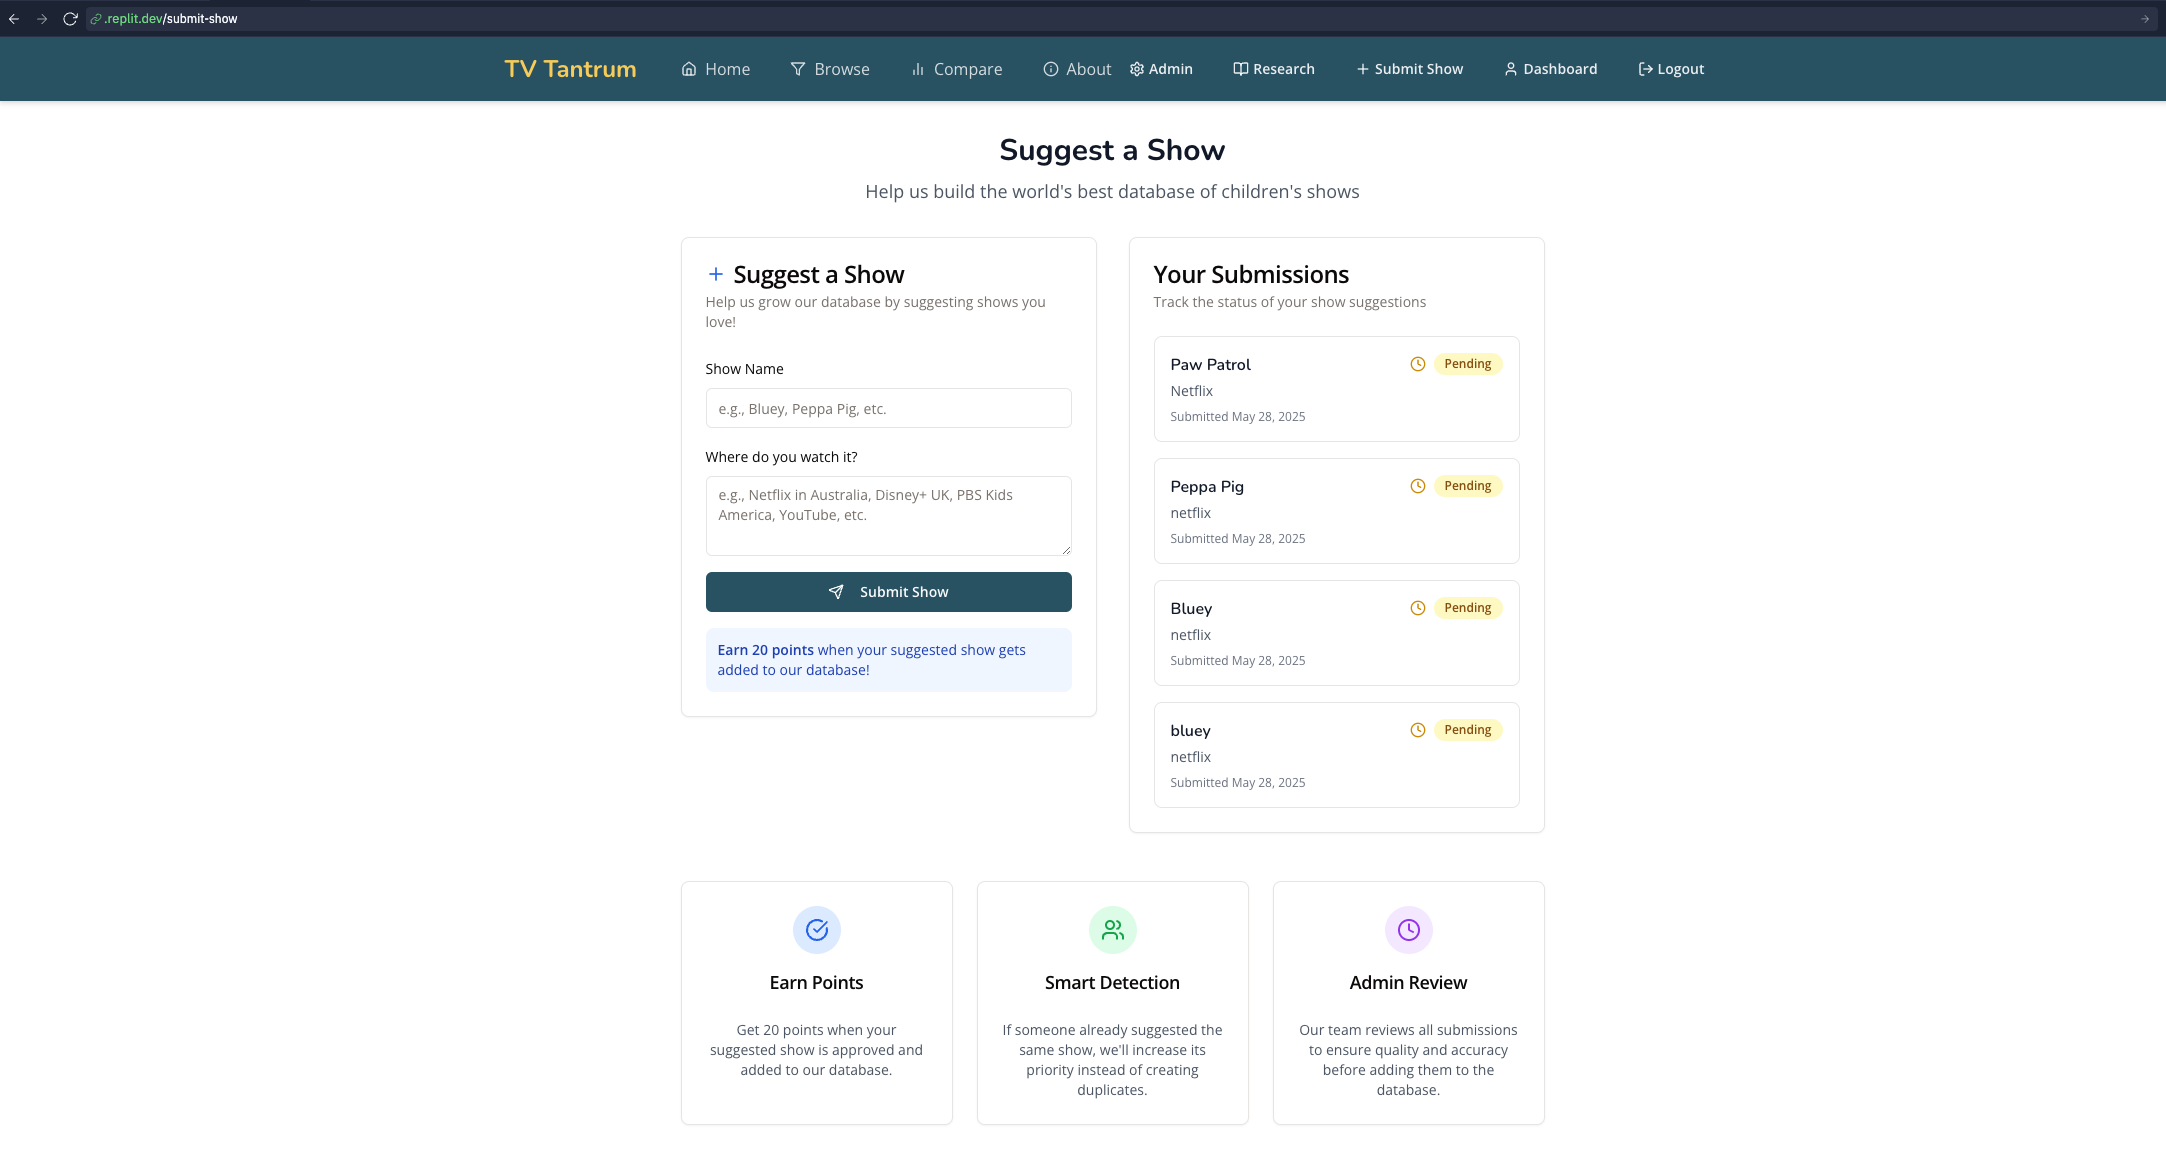 .replit.dev/submit-show
TV Tantrum
Home
Browse
Compare
About
Admin
Research
Submit Show
Dashboard
Logout
Suggest a Show
Help us build the world's best database of children's shows
Suggest a Show
Help us grow our database by suggesting shows you
love!
Show Name
e.g., Bluey, Peppa Pig, etc.
Where do you watch it?
e.g., Netflix in Australia, Disney+ UK, PBS Kids
America, YouTube, etc.
Submit Show
Earn 20 points when your suggested show gets
added to our database!
Your Submissions
Track the status of your show suggestions
Paw Patrol
Pending
Netflix
Submitted May 28, 2025
Peppa Pig
Pending
netflix
Submitted May 28, 2025
Bluey
Pending
netflix
Submitted May 28, 2025
bluey
Pending
netflix
Submitted May 28, 2025
Earn Points
Get 20 points when your
suggested show is approved and
added to our database.
Smart Detection
If someone already suggested the
same show, we'll increase its
priority instead of creating
duplicates.
Admin Review
Our team reviews all submissions
to ensure quality and accuracy
before adding them to the
database.